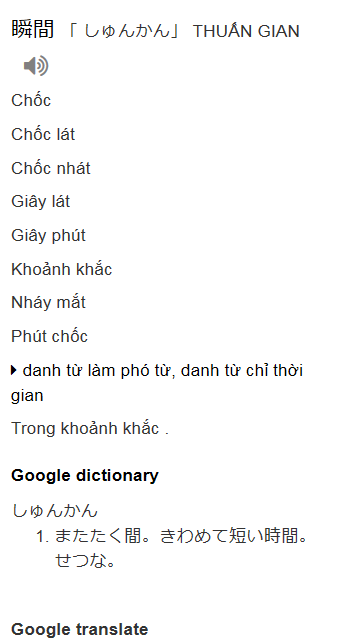 瞬間 「 しゅんかん」 THUẤN GIAN
Chốc
Chốc lát
Chốc nhát
Giây lát
Giây phút
Khoảnh khắc
Nháy mắt
Phút chốc
danh từ làm phó từ, danh từ chỉ thời
gian
Trong khoảnh khắc .
Google dictionary
しゅんかん
1. またたく間。きわめて短い時間。
せつな。
Google translate